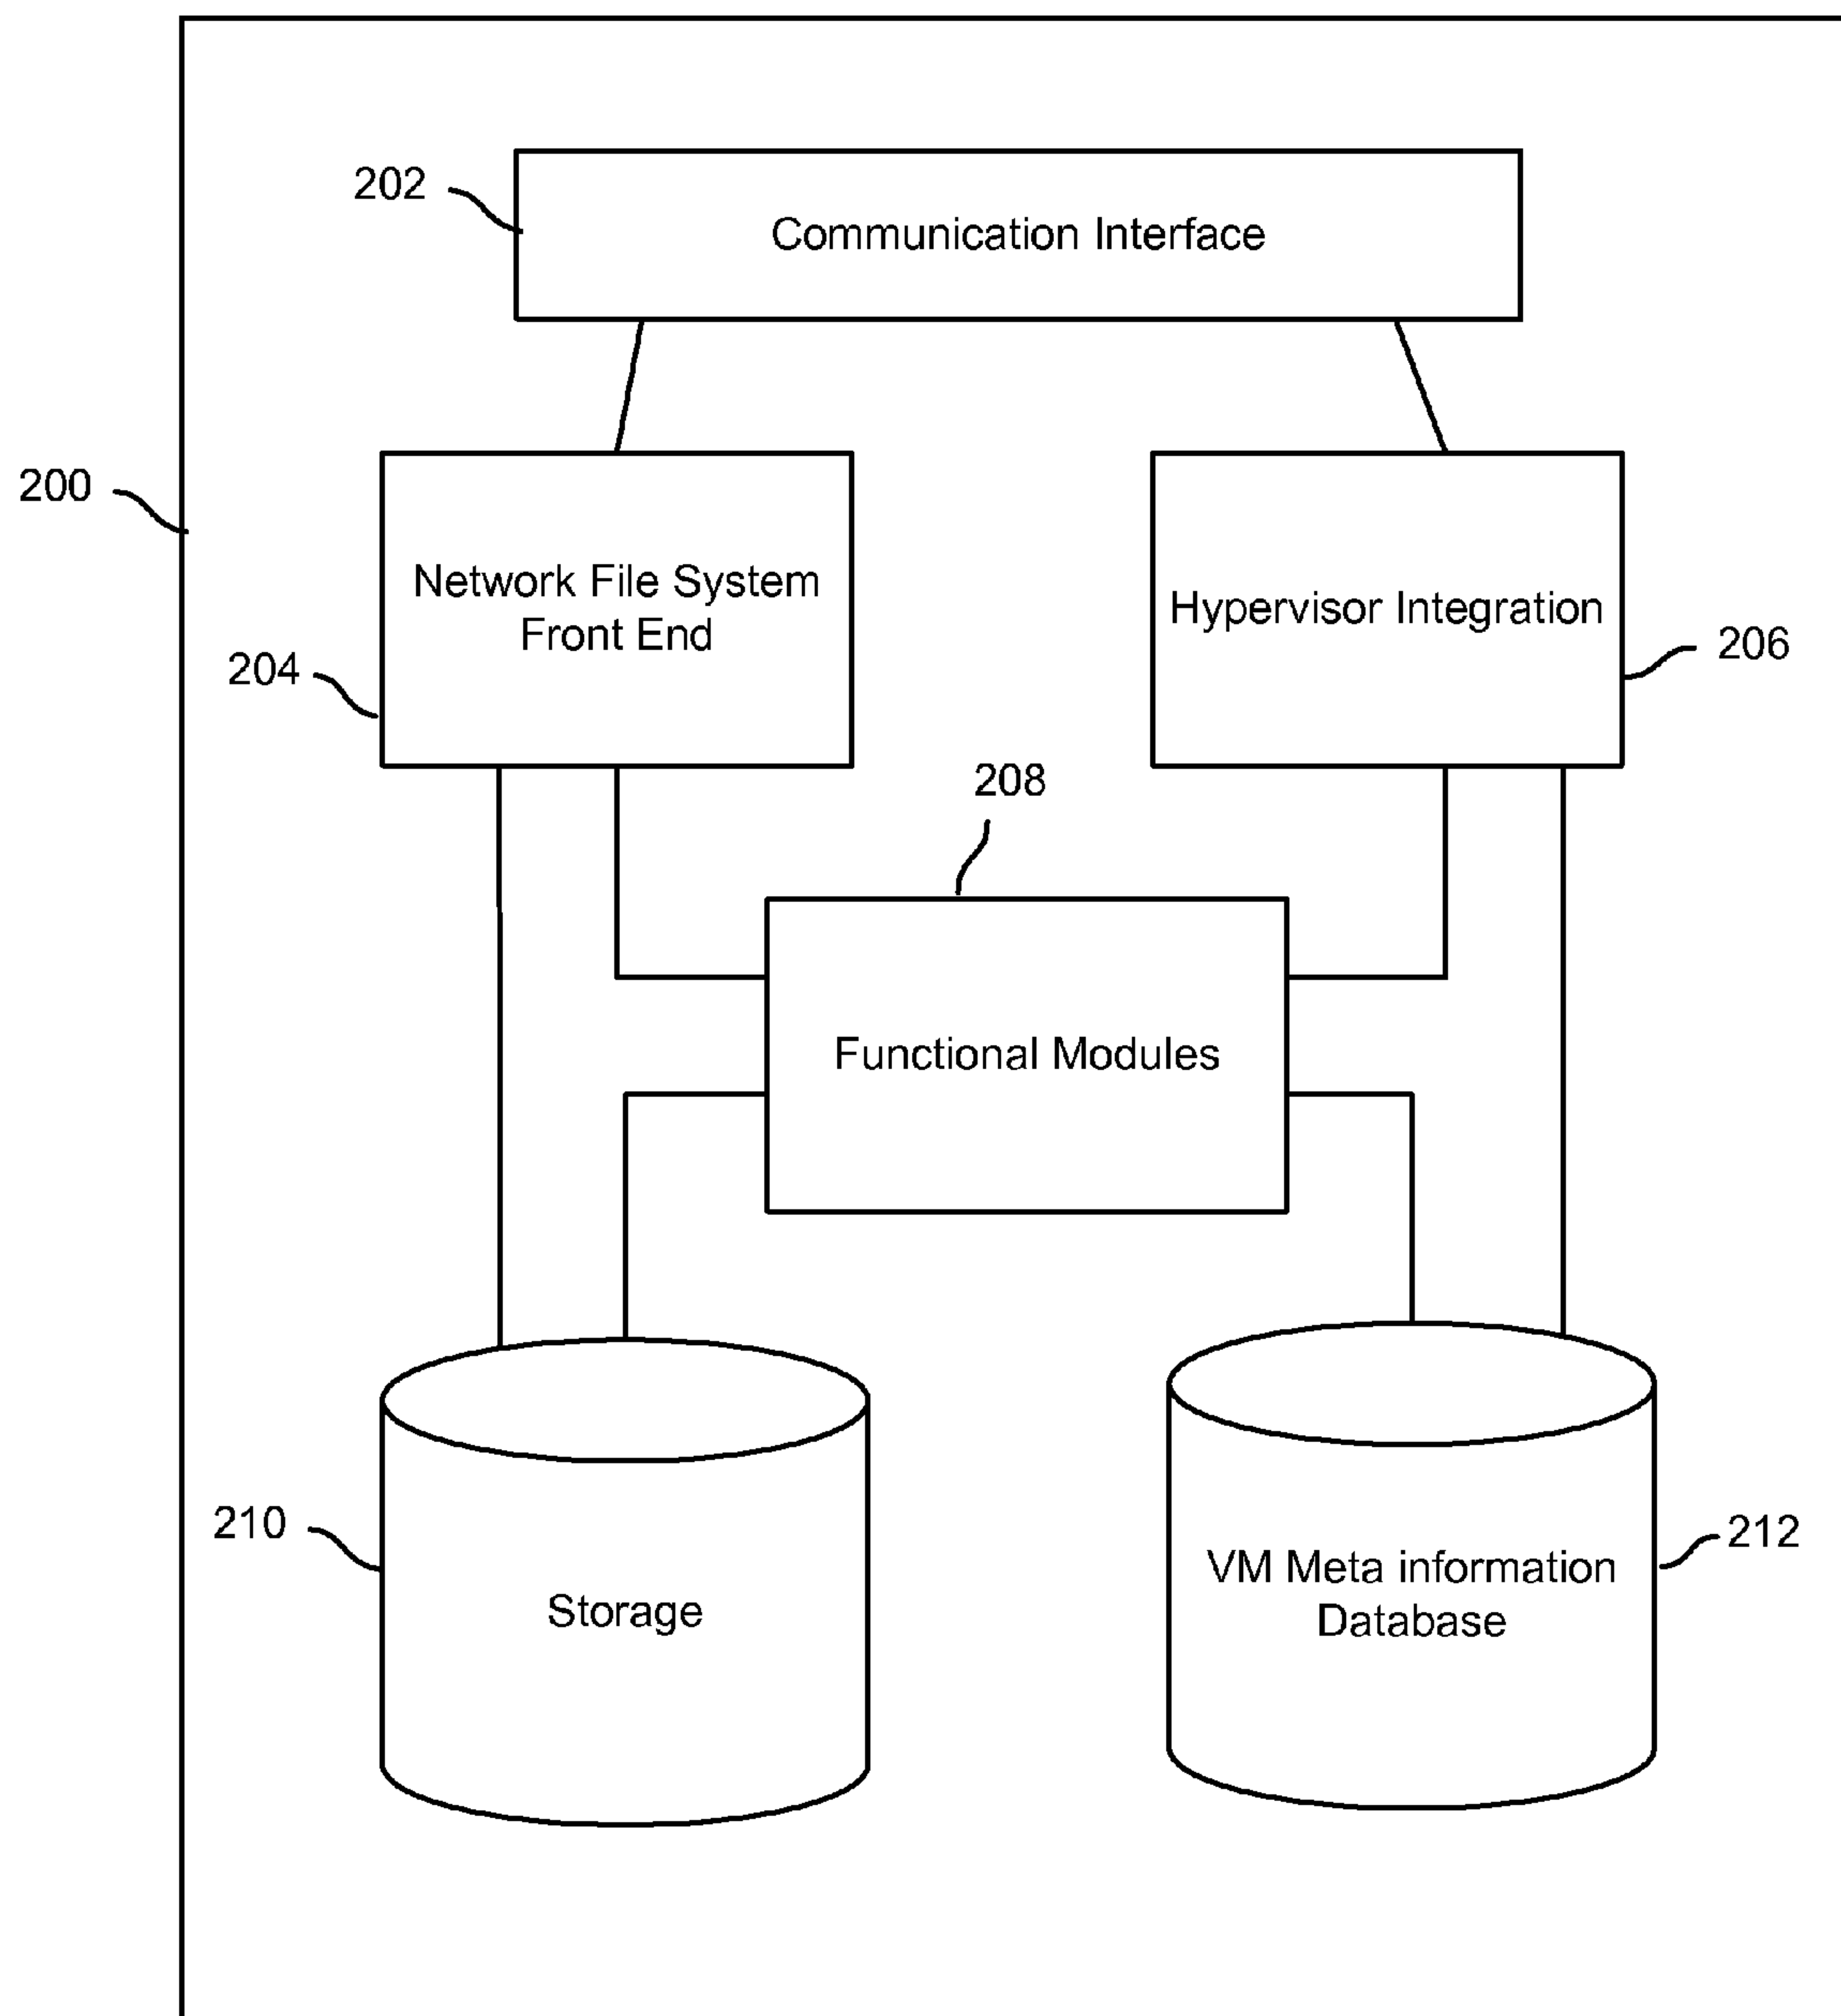 202
Communication Interface
200
Network File System
Front End
Hypervisor Integration
204
206
208
Functional Modules
210
Storage
VM Meta information
Database
212